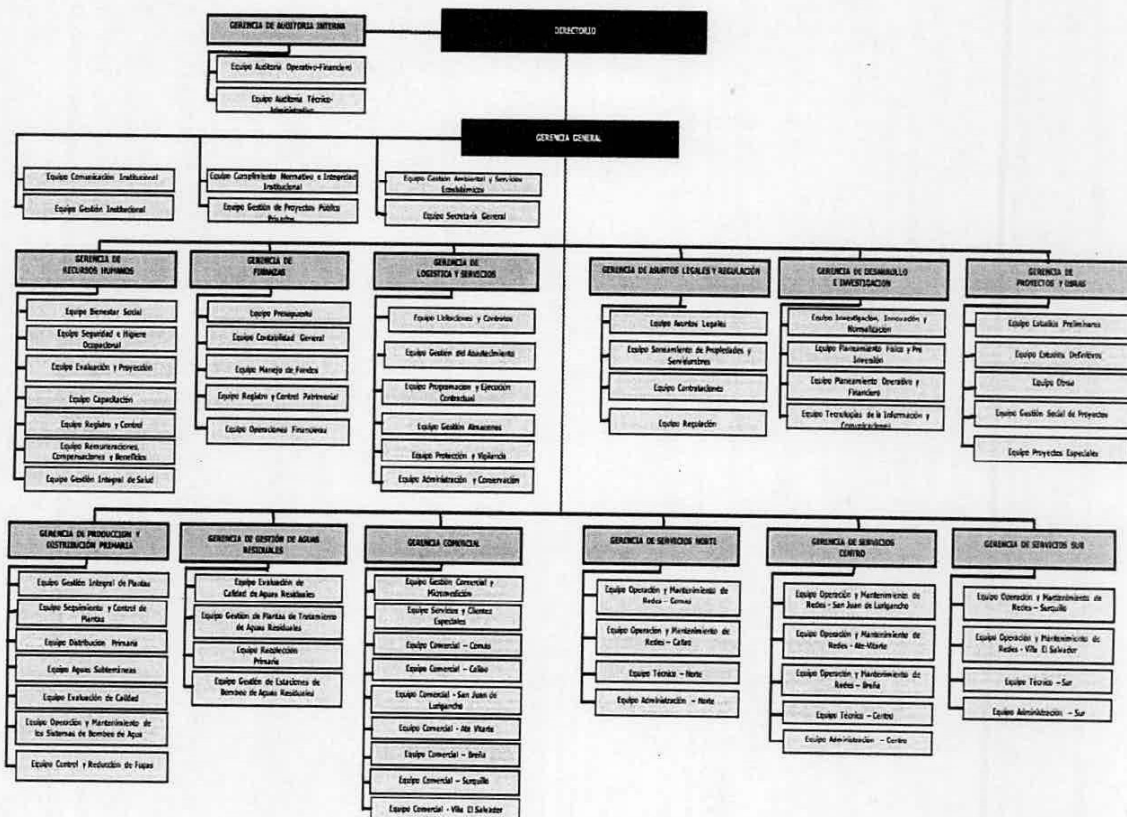 GERENCIA DE AUDITORIA INTERNA
DIRECTORIO
Equipo Auditoria Operativo-Financiera
Equipo Auditoria Técnico-
GERENCIA GENERAL
Equipo Comunicación Institucional
Equipo Gestión Institucional
Equipo Cumplimiento Normativo e Integridad
Institucional
Equipo Gestión de Proyectos Público
Equipo Gestión Ambiental y Servicios
Ecosistémicos
Equipo Secretaría General
GERENCIA DE
RECURSOS HUMANOS
Equipo Bienestar Social
Equipo Seguridad e Higiene
Ocupacional
Equipo Evaluación y Proyección
Equipo Capacitación
Equipo Registro y Control
Equipo Remuneraciones,
Compensaciones y Beneficios
Equipo Gestión Integral de Salud
GERENCIA DE
FINANZAS
Equipo Presupuesto
Equipo Contabilidad General
Equipo Manejo de Fondos
Equipo Registro y Control Patrimonial
Equipo Operaciones Financieras
GERENCIA DE
LOGISTICA Y SERVICIOS
Equipo Licitaciones y Contratos
Equipo Gestión del Abastecimiento
Equipo Programación y Ejecución
Contractual
Equipo Gestión Almacenes
Equipo Protección y Vigilancia
Equipo Administración y Conservación
GERENCIA DE ASUNTOS LEGALES Y REGULACIÓN
Equipo Asuntos Legales
Equipo Saneamiento de Propiedades y
Servidumbres
Equipo Contrataciones
Equipo Regulación
GERENCIA DE DESARROLLO
E INVESTIGACION
Equipo Investigación, Innovación y
Normalización
Equipo Planeamiento Físico y Pre
Inversión
Equipo Planeamiento Operativo y
Financiero
Equipo Tecnologías de la Información y
Comunicaciones
GERENCIA DE
PROYECTOS Y OBRAS
Equipo Estudios Preliminares
Equipo Estudios Definitivos
Equipo Obras
Equipo Gestión Social de Proyectos
Equipo Proyectos Especiales
GERENCIA DE PRODUCCION Y
DISTRIBUCIÓN PRIMARIA
Equipo Gestión Integral de Plantas
Equipo Seguimiento y Control de
Plantas
Equipo Distribución Primaria
Equipo Aguas Subterráneas
Equipo Evaluación de Calidad
Equipo Operación y Mantenimiento de
los Sistemas de Bombeo de Agua
Equipo Control y Reducción de Fugas
GERENCIA DE GESTIÓN DE AGUAS
RESIDUALES
Equipo Evaluación de
Calidad de Aguas Residuales
Equipo Gestión de Plantas de Tratamiento
de Aguas Residuales
Equipo Recolección
Primaria
Equipo Gestión de Estaciones de
Bombeo de Aguas Residuales
GERENCIA COMERCIAL
Equipo Gestión Comercial y
Micromedición
Equipo Servicios y Clientes
Especiales
Equipo Comercial – Comas
Equipo Comercial – Callao
Equipo Comercial - San Juan de
Lurigancho
Equipo Comercial - Ate Vitarte
Equipo Comercial – Breña
Equipo Comercial – Surquillo
Equipo Comercial - Villa El Salvador
GERENCIA DE SERVICIOS NORTE
Equipo Operación y Mantenimiento de
Redes – Comas
Equipo Operacion y Mantenimiento de
Redes – Callao
Equipo Técnico – Norte
Equipo Administración – Norte
GERENCIA DE SERVICIOS
CENTRO
Equipo Operación y Mantenimiento de
Redes - San Juan de Lurigancho
Equipo Operación y Mantenimiento de
Redes - Ate-Vitarte
Equipo Operación y Mantenimiento de
Redes – Breña
Equipo Técnico – Centro
Equipo Administración – Centro
GERENCIA DE SERVICIOS SUR
Equipo Operación y Mantenimiento de
Redes – Surquillo
Equipo Operación y Mantenimiento de
Redes - Villa El Salvador
Equipo Técnico – Sur
Equipo Administración – Sur